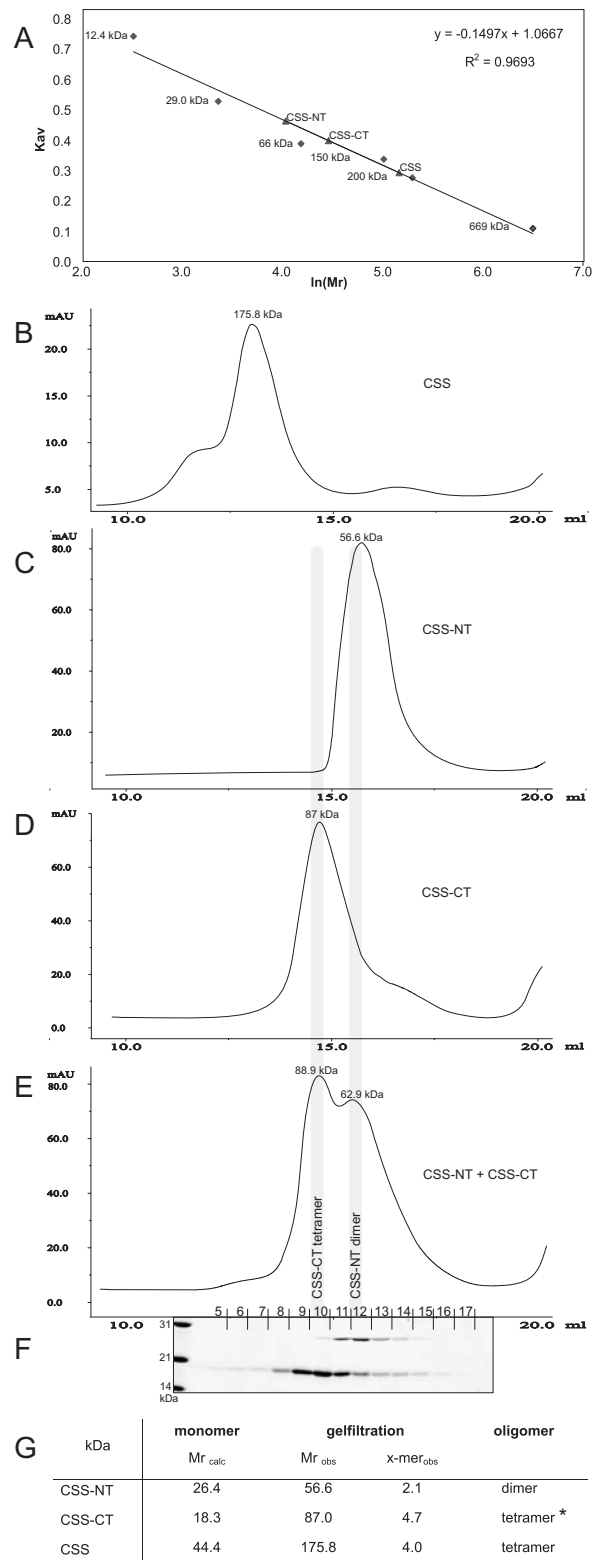 A
y = -0.1497x + 1.0667
R² = 0.9693
Kav
0.8
0.7
0.6
0.5
0.4
0.3
0.2
0.1
0.0
12.4 kDa
29.0 kDa
CSS-NT
66 kDa
CSS-CT
150 kDa
200 kDa
CSS
669 kDa
2.0 3.0 4.0 5.0 6.0 7.0
ln(Mr)
B
mAU
175.8 kDa
20.0
15.0
10.0
5.0
CSS
10.0 15.0 20.0 ml
C
mAU
56.6 kDa
80.0
60.0
40.0
20.0
CSS-NT
10.0 15.0 20.0 ml
D
mAU
87 kDa
60.0
40.0
20.0
0.0
CSS-CT
10.0 15.0 20.0 ml
E
mAU
88.9 kDa
62.9 kDa
80.0
60.0
40.0
20.0
0.0
CSS-NT + CSS-CT
CSS-CT tetramer
CSS-NT dimer
10.0 15.0 20.0 ml
5 6 7 8 9 10 11 12 13 14 15 16 17
F
31
21
14
kDa
G
kDa monomer gelfiltration oligomer
Mr calc Mr obs x-mer obs
CSS-NT 26.4 56.6 2.1 dimer
CSS-CT 18.3 87.0 4.7 tetramer *
CSS 44.4 175.8 4.0 tetramer